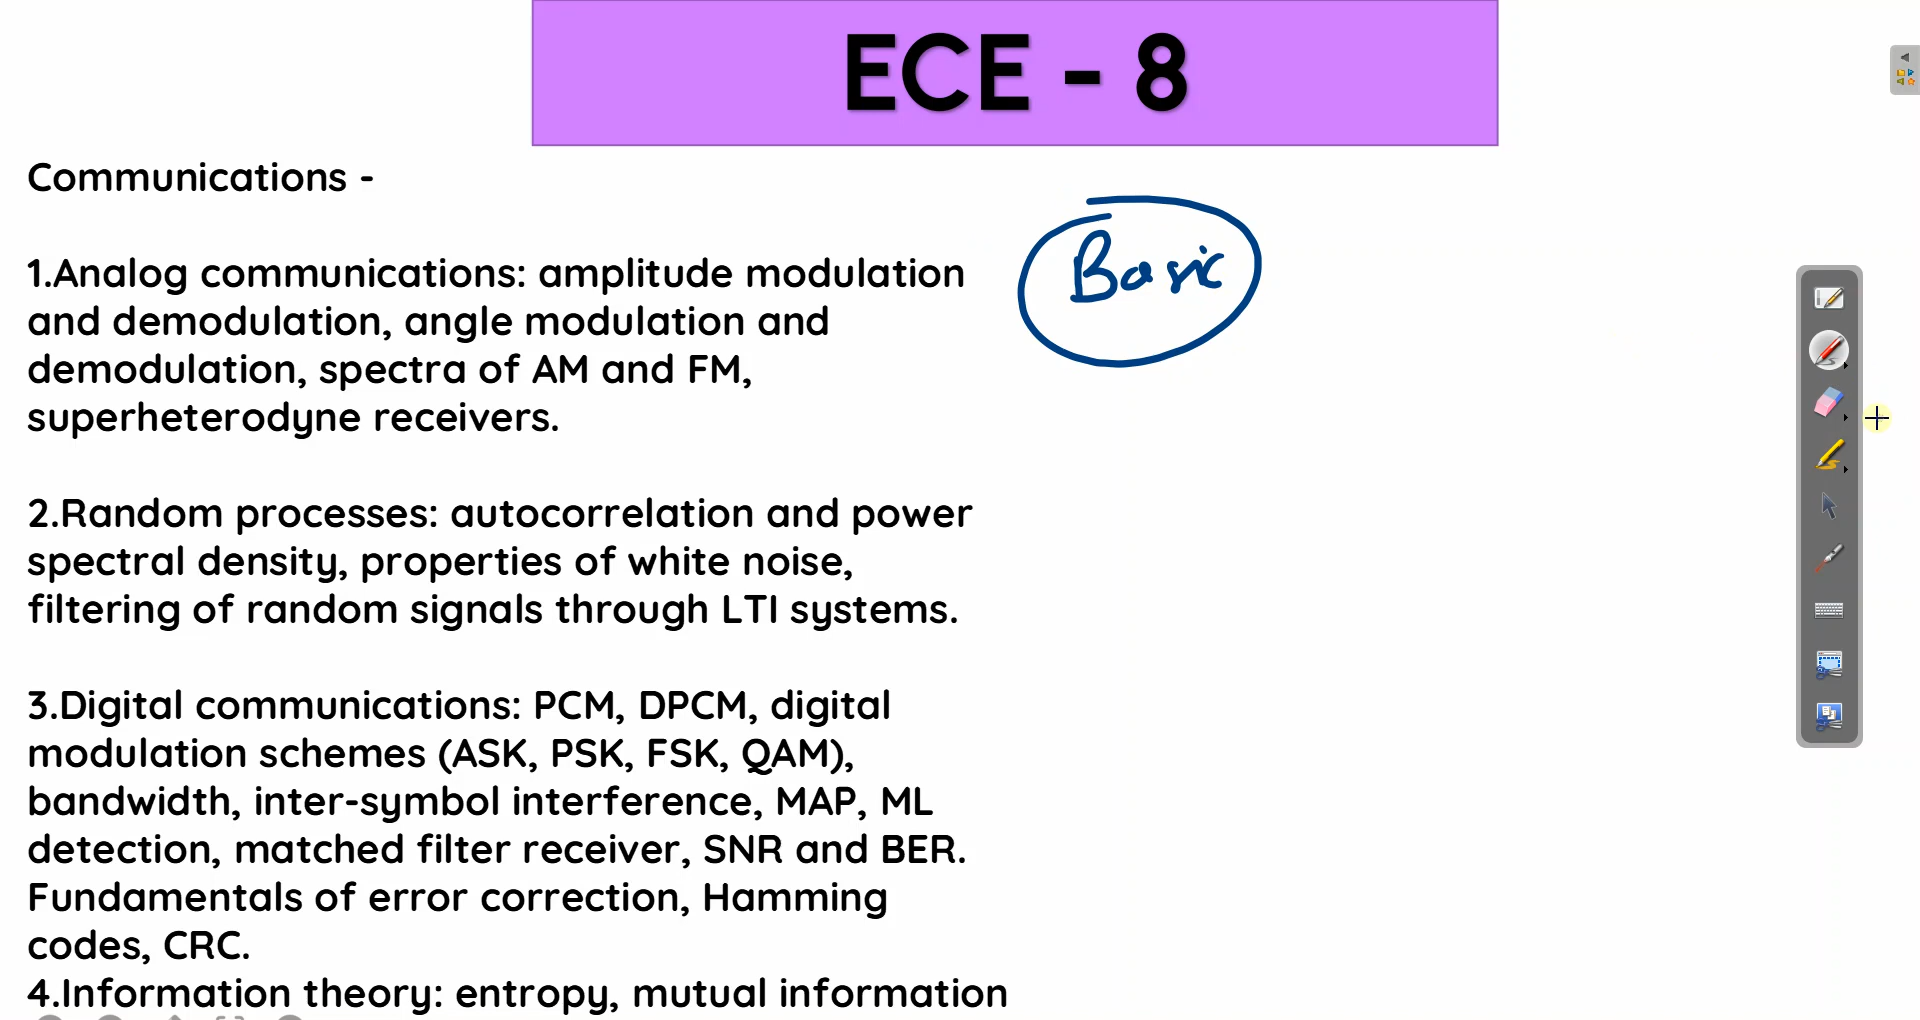 ECE - 8
Communications -
Basic
1.Analog communications: amplitude modulation
and demodulation, angle modulation and
demodulation, spectra of AM and FM,
superheterodyne receivers.
2.Random processes: autocorrelation and power
spectral density, properties of white noise,
filtering of random signals through LTI systems.
3.Digital communications: PCM, DPCM, digital
modulation schemes (ASK, PSK, FSK, QAM),
bandwidth, inter-symbol interference, MAP, ML
detection, matched filter receiver, SNR and BER.
Fundamentals of error correction, Hamming
codes, CRC.
4.Information theory: entropy, mutual information